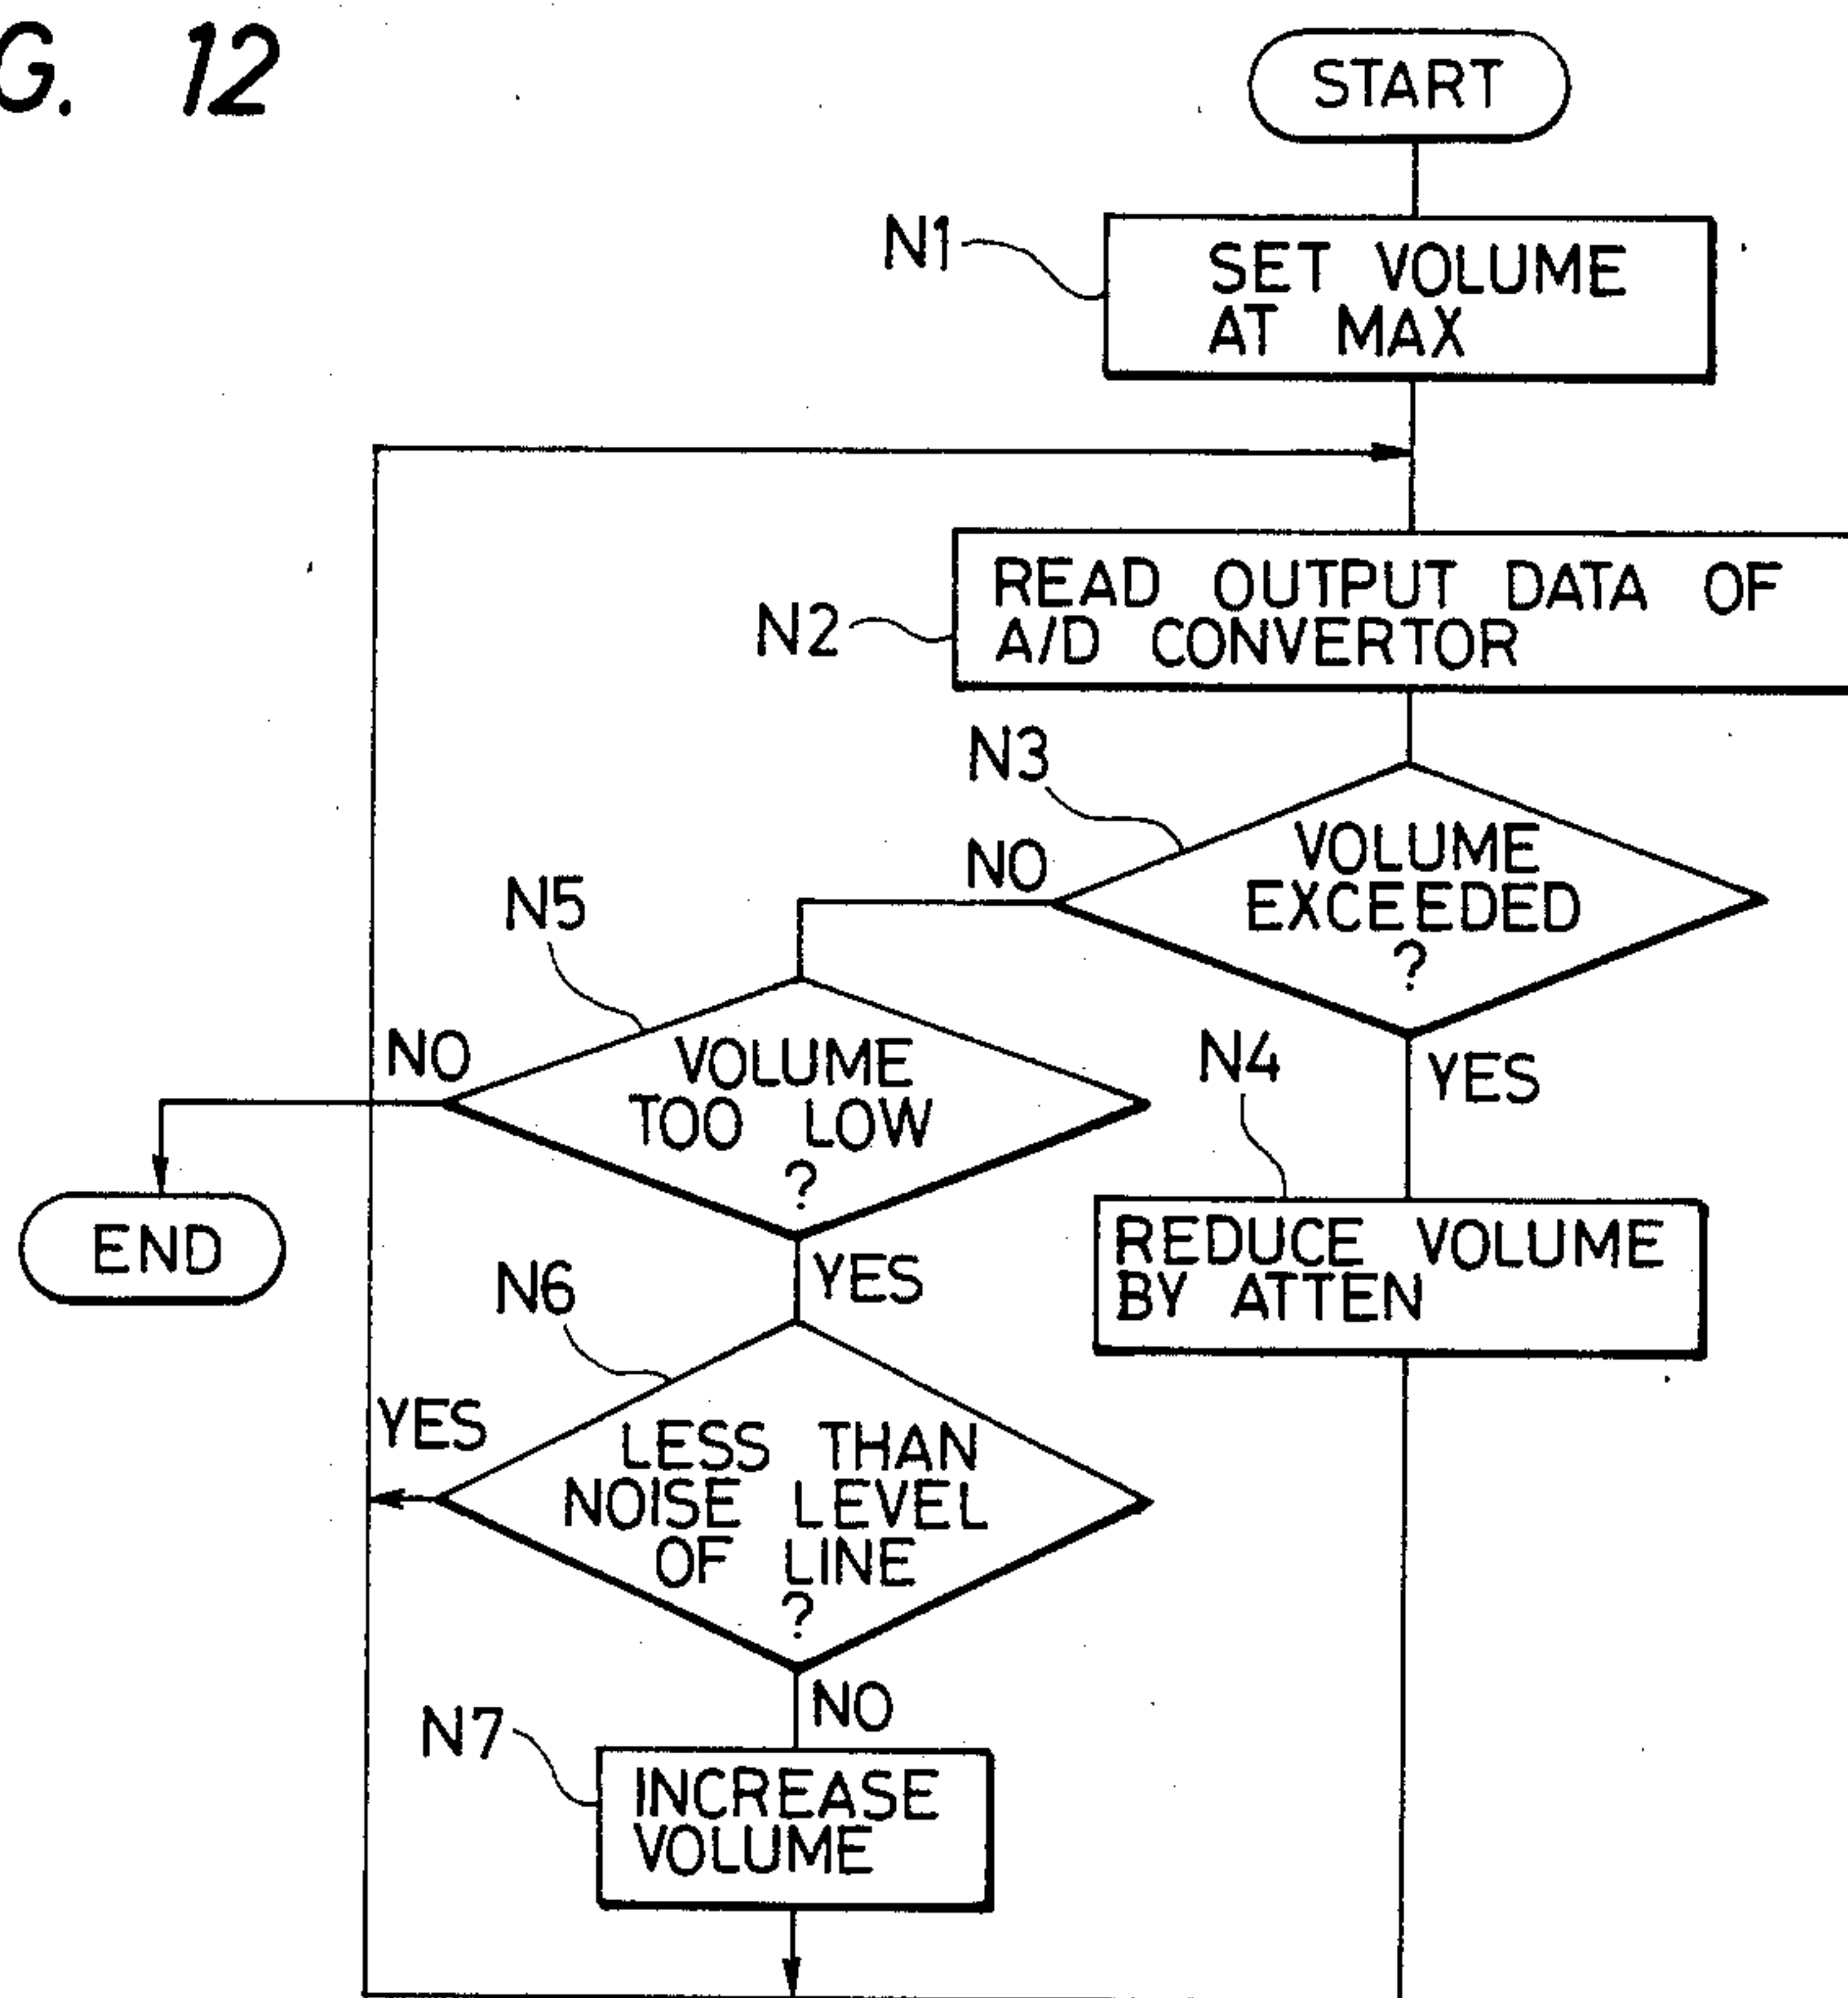 G. 12
START
N1
SET VOLUME
AT MAX
N2
READ OUTPUT DATA OF
A/D CONVERTOR
N3
NO
VOLUME
EXCEEDED
?
YES
N5
NO
VOLUME
TOO LOW
?
YES
N4
REDUCE VOLUME
BY ATTEN
END
N6
YES
LESS THAN
NOISE LEVEL
OF LINE
?
NO
N7
INCREASE
VOLUME